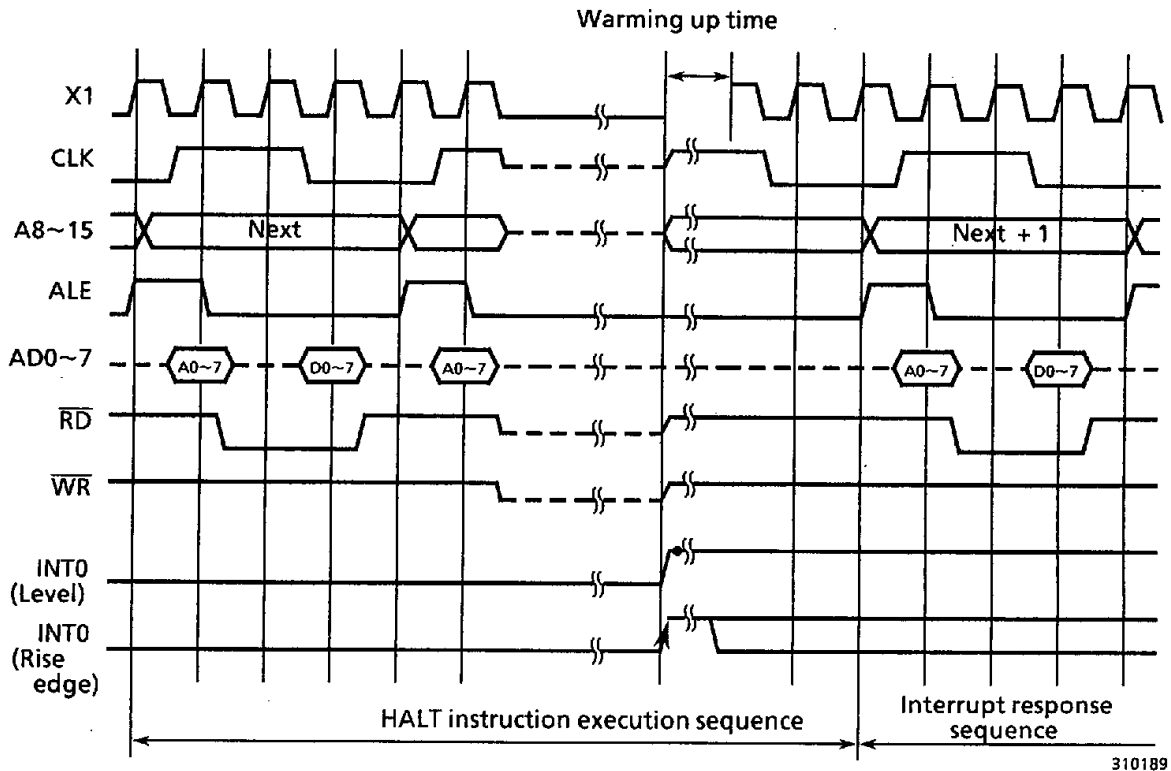 Warming up time
X1
CLK
A8~15
Next
Next + 1
ALE
AD0~7
A0~7
D0~7
A0~7
A0~7
D0~7
RD
WR
INT0
(Level)
INT0
(Rise
edge)
HALT instruction execution sequence
Interrupt response
sequence
310189